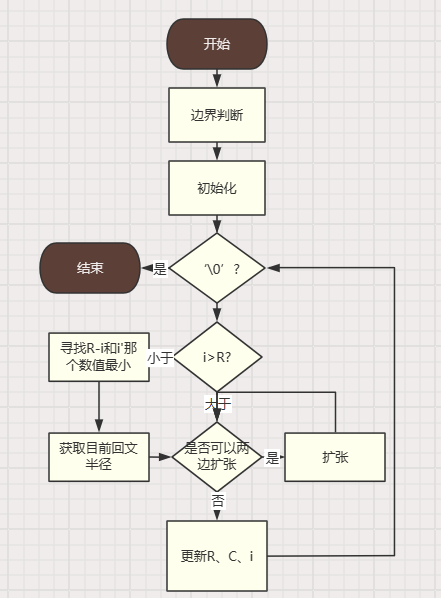 开始
边界判断
初始化
‘\0’ ?
是
结束
i>R?
小于
寻找R-i和i'那
个数值最小
大于
获取目前回文
半径
是否可以两
边扩张
是
扩张
否
更新R、C、i